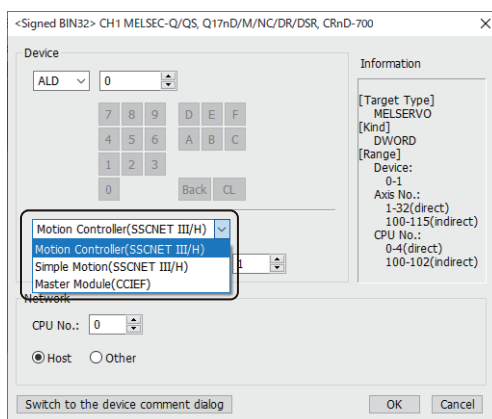 <Signed BIN32> CH1 MELSEC-Q/QS, Q17nD/M/NC/DR/DSR, CRnD-700
Device
ALD 0
7 8 9 D E F
4 5 6 A B C
1 2 3
0 Back CL
Motion Controller(SSCNET III/H)
Motion Controller(SSCNET III/H)
Simple Motion(SSCNET III/H)
1
Master Module(CCIEF)
Network
CPU No.: 0
Host Other
Information
[Target Type]
MELSERVO
[Kind]
DWORD
[Range]
Device:
0-1
Axis No.:
1-32(direct)
100-115(indirect)
CPU No.:
0-4(direct)
100-102(indirect)
Switch to the device comment dialog
OK Cancel